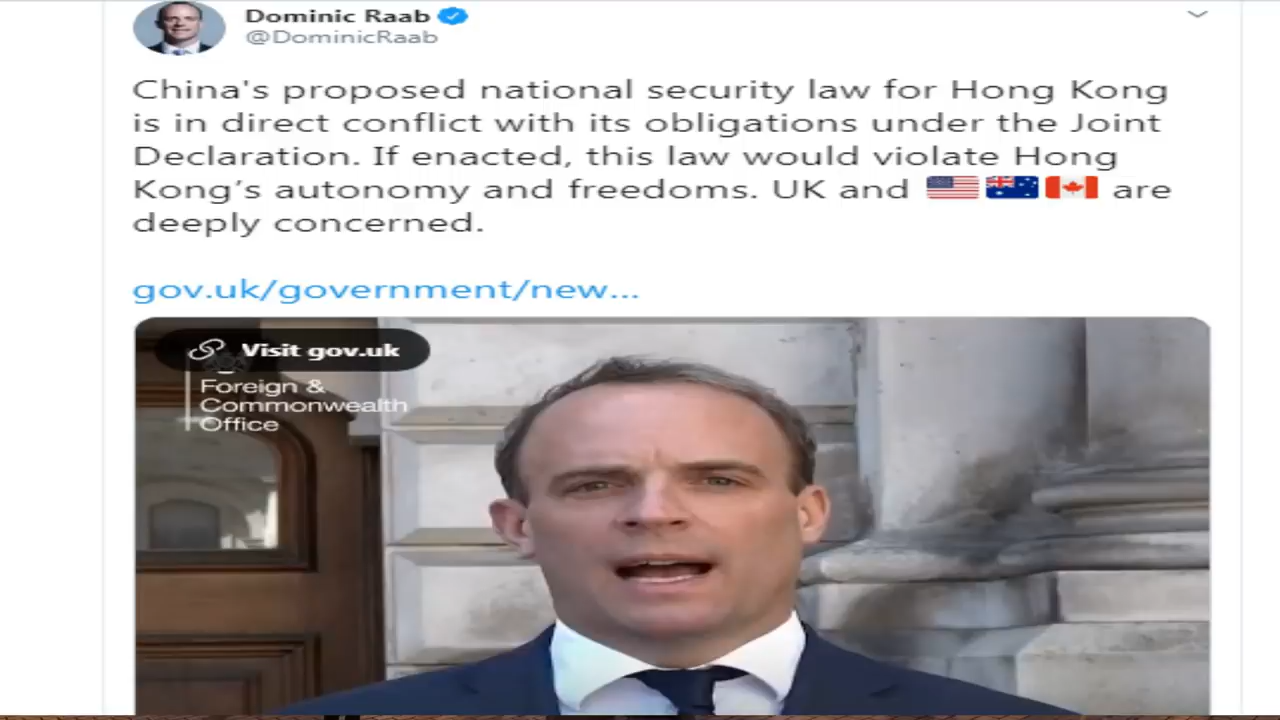 Dominic Raab
@DominicRaab
China's proposed national security law for Hong Kong
is in direct conflict with its obligations under the Joint
Declaration. If enacted, this law would violate Hong
Kong’s autonomy and freedoms. UK and 🇺🇸 🇦🇺 🇨🇦 are
deeply concerned.
gov.uk/government/new...
Visit gov.uk
Foreign &
Commonwealth
Office